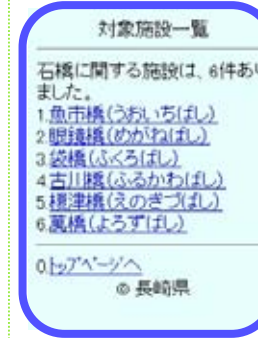 対象施設一覧
石橋に関する施設は、6件あり
ました。
1.魚市橋(うおいちばし)
2.眼鏡橋(めがねばし)
3.袋橋(ふくろばし)
4.古川橋(ふるかわばし)
5.榎津橋(えのきづばし)
6.萬橋(よろずばし)
0.トップページへ
© 長崎県